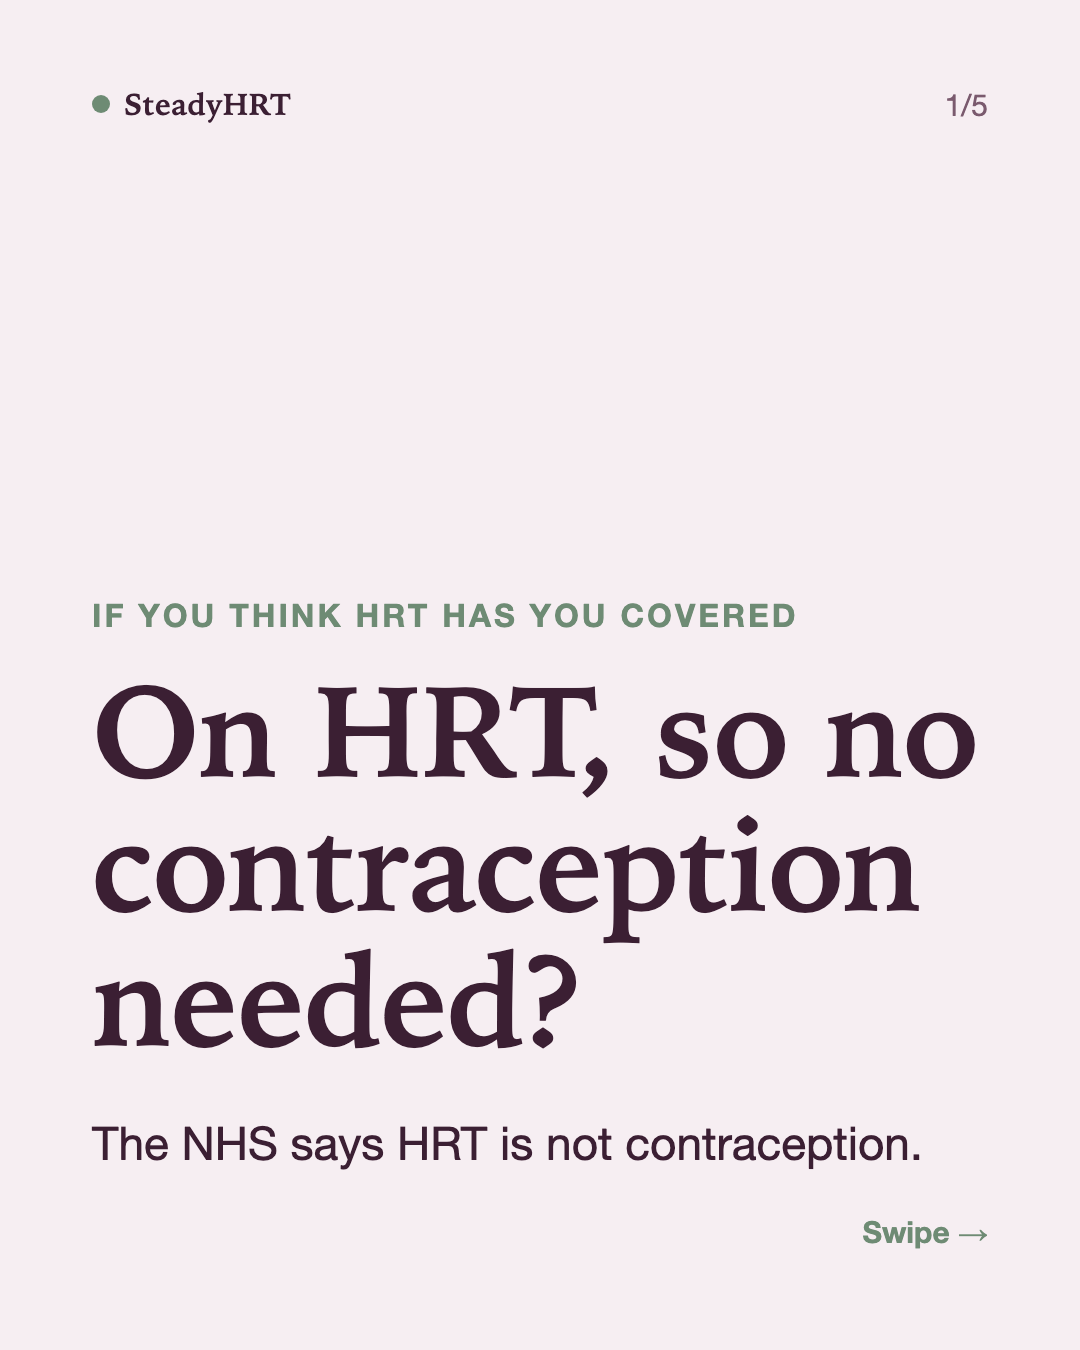 SteadyHRT
1/5
IF YOU THINK HRT HAS YOU COVERED
On HRT, so no
contraception
needed?
The NHS says HRT is not contraception.
Swipe →